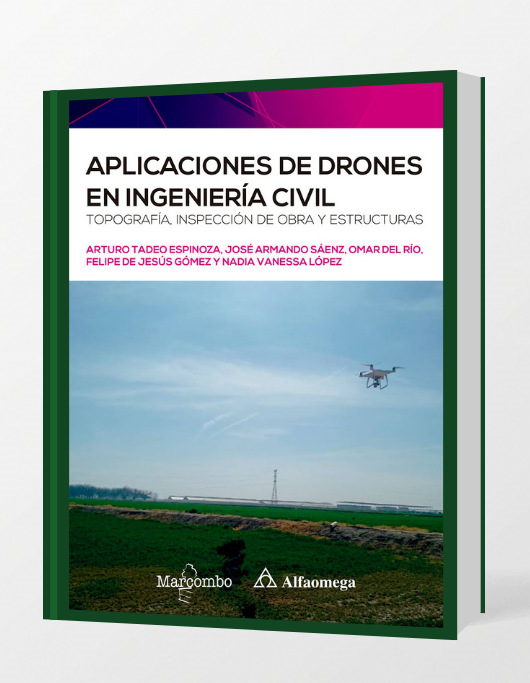 APLICACIONES DE DRONES
EN INGENIERÍA CIVIL
TOPOGRAFÍA, INSPECCIÓN DE OBRA Y ESTRUCTURAS
ARTURO TADEO ESPINOZA, JOSÉ ARMANDO SÁENZ, OMAR DEL RÍO,
FELIPE DE JESÚS GÓMEZ Y NADIA VANESSA LÓPEZ
Marcombo Alfaomega